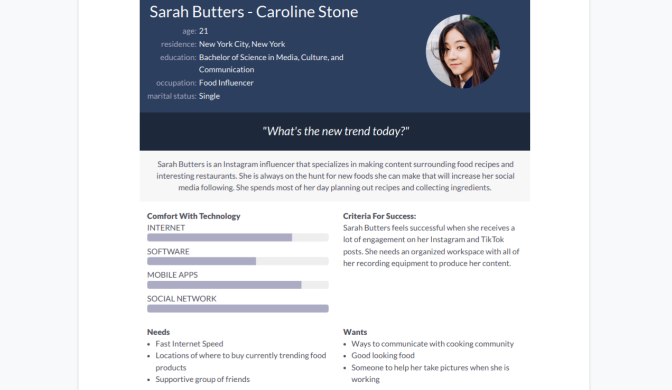 Sarah Butters - Caroline Stone
age: 21
residence: New York City, New York
education: Bachelor of Science in Media, Culture, and
Communication
occupation: Food Influencer
marital status: Single
"What's the new trend today?"
Sarah Butters is an Instagram influencer that specializes in making content surrounding food recipes and
interesting restaurants. She is always on the hunt for new foods she can make that will increase her social
media following. She spends most of her day planning out recipes and collecting ingredients.
Comfort With Technology
INTERNET
SOFTWARE
MOBILE APPS
SOCIAL NETWORK
Criteria For Success:
Sarah Butters feels successful when she receives a
lot of engagement on her Instagram and TikTok
posts. She needs an organized workspace with all of
her recording equipment to produce her content.
Needs
• Fast Internet Speed
• Locations of where to buy currently trending food
products
• Supportive group of friends
Wants
• Ways to communicate with cooking community
• Good looking food
• Someone to help her take pictures when she is
working